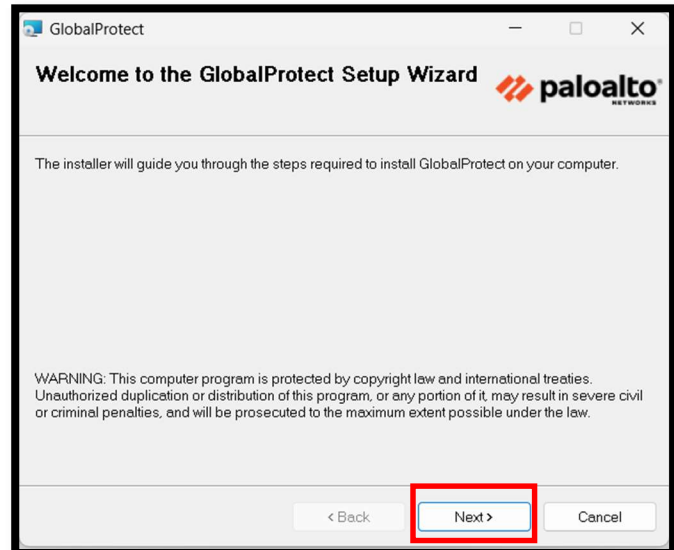 GlobalProtect
Welcome to the GlobalProtect Setup Wizard
paloalto®
NETWORKS
The installer will guide you through the steps required to install GlobalProtect on your computer.
WARNING: This computer program is protected by copyright law and international treaties.
Unauthorized duplication or distribution of this program, or any portion of it, may result in severe civil
or criminal penalties, and will be prosecuted to the maximum extent possible under the law.
< Back Next > Cancel